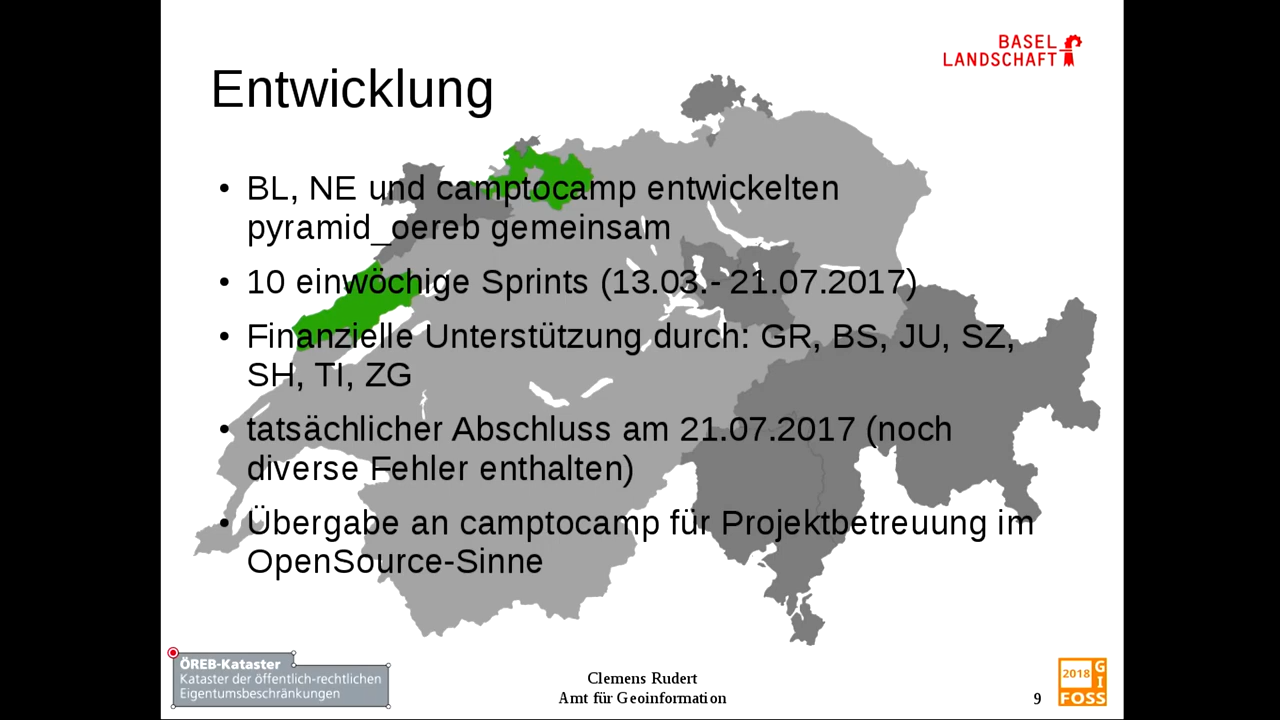 BASEL
LANDSCHAFT
Entwicklung
• BL, NE und camptocamp entwickelten
pyramid_oereb gemeinsam
• 10 einwöchige Sprints (13.03.- 21.07.2017)
• Finanzielle Unterstützung durch: GR, BS, JU, SZ,
SH, TI, ZG
• tatsächlicher Abschluss am 21.07.2017 (noch
diverse Fehler enthalten)
• Übergabe an camptocamp für Projektbetreuung im
OpenSource-Sinne
ÖREB-Kataster
Kataster der öffentlich-rechtlichen
Eigentumsbeschränkungen
Clemens Rudert
Amt für Geoinformation
9
2018 GI
FOSS